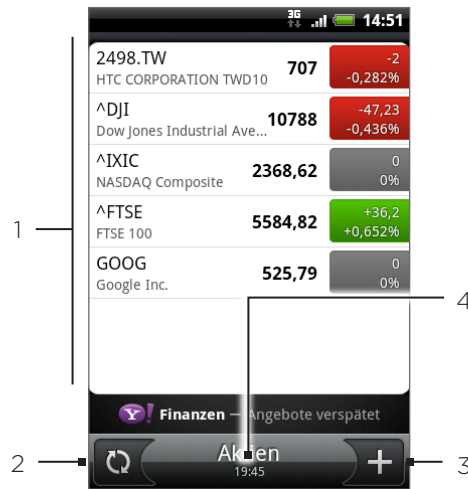 3G 14:51
2498.TW 707 -2
HTC CORPORATION TWD10 -0,282%
^DJI 10788 -47,23
Dow Jones Industrial Ave... -0,436%
^IXIC 2368,62 0
NASDAQ Composite 0%
^FTSE 5584,82 +36,2
FTSE 100 +0,652%
GOOG 525,79 0
Google Inc. 0%
1
4
Y! Finanzen — Angebote verspätet
2 Aktien 3
19:45